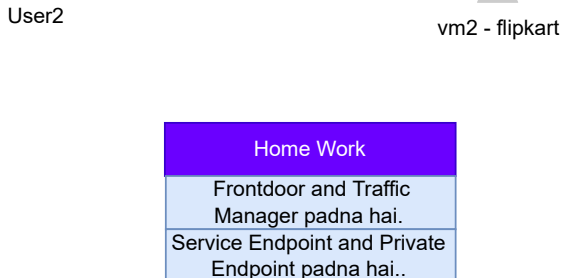 User2
vm2 - flipkart
Home Work
Frontdoor and Traffic
Manager padna hai.
Service Endpoint and Private
Endpoint padna hai..